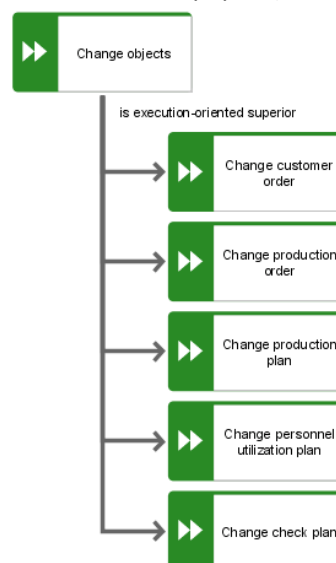 Change objects
is execution-oriented superior
Change customer
order
Change production
order
Change production
plan
Change personnel
utilization plan
Change check plan